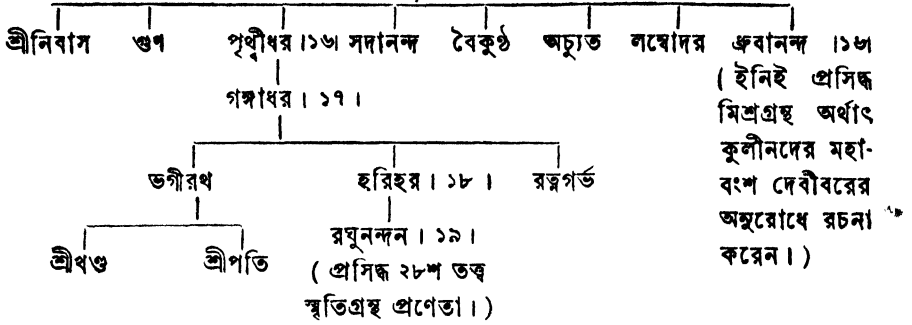 শ্রীনিবাস গুণ পৃথ্বীধর।১৬। সদানন্দ বৈকুণ্ঠ অচ্যুত লম্বোদর ধ্রুবানন্দ।১৬।
( ইনিই প্রসিদ্ধ
গঙ্গাধর। ১৭।
মিশ্রগ্রন্থ অর্থাৎ
কুলীনদের মহা-
ভগীরথ হরিহর। ১৮। রত্নগর্ভ
বংশ দেবীবরের
অনুরোধে রচনা
করেন।)
রঘুনন্দন। ১৯।
শ্রীখণ্ড শ্রীপতি
( প্রসিদ্ধ ২৮শ তত্ত্ব
স্মৃতিগ্রন্থ প্রণেতা।)